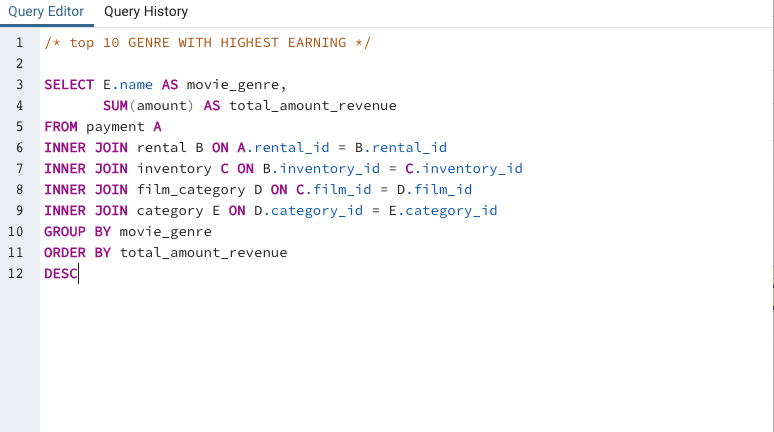 Query Editor Query History
1 /* top 10 GENRE WITH HIGHEST EARNING */
2
3 SELECT E.name AS movie_genre,
4 SUM(amount) AS total_amount_revenue
5 FROM payment A
6 INNER JOIN rental B ON A.rental_id = B.rental_id
7 INNER JOIN inventory C ON B.inventory_id = C.inventory_id
8 INNER JOIN film_category D ON C.film_id = D.film_id
9 INNER JOIN category E ON D.category_id = E.category_id
10 GROUP BY movie_genre
11 ORDER BY total_amount_revenue
12 DESC